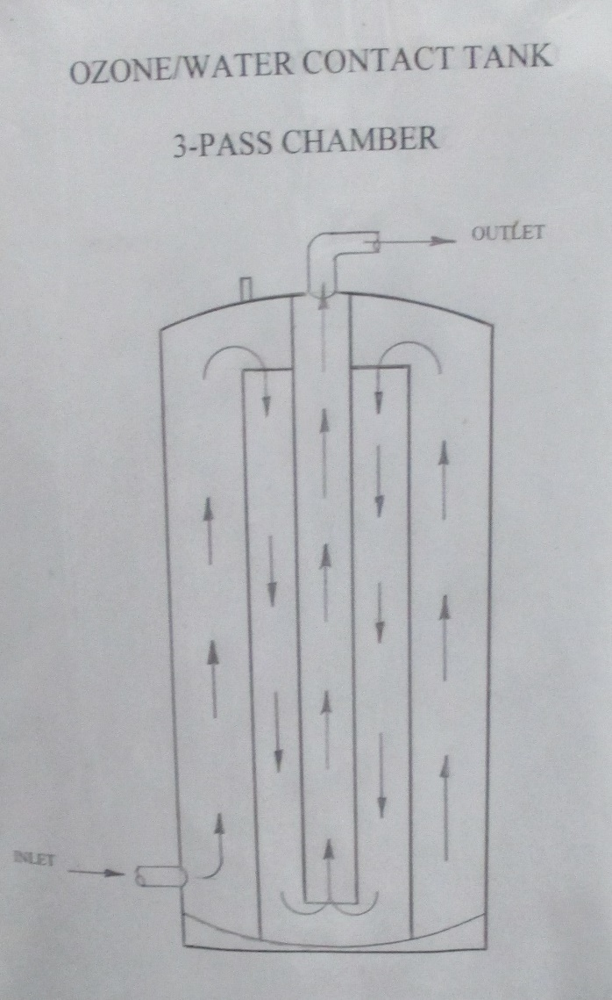 OZONE/WATER CONTACT TANK
3-PASS CHAMBER
OUTLET
INLET